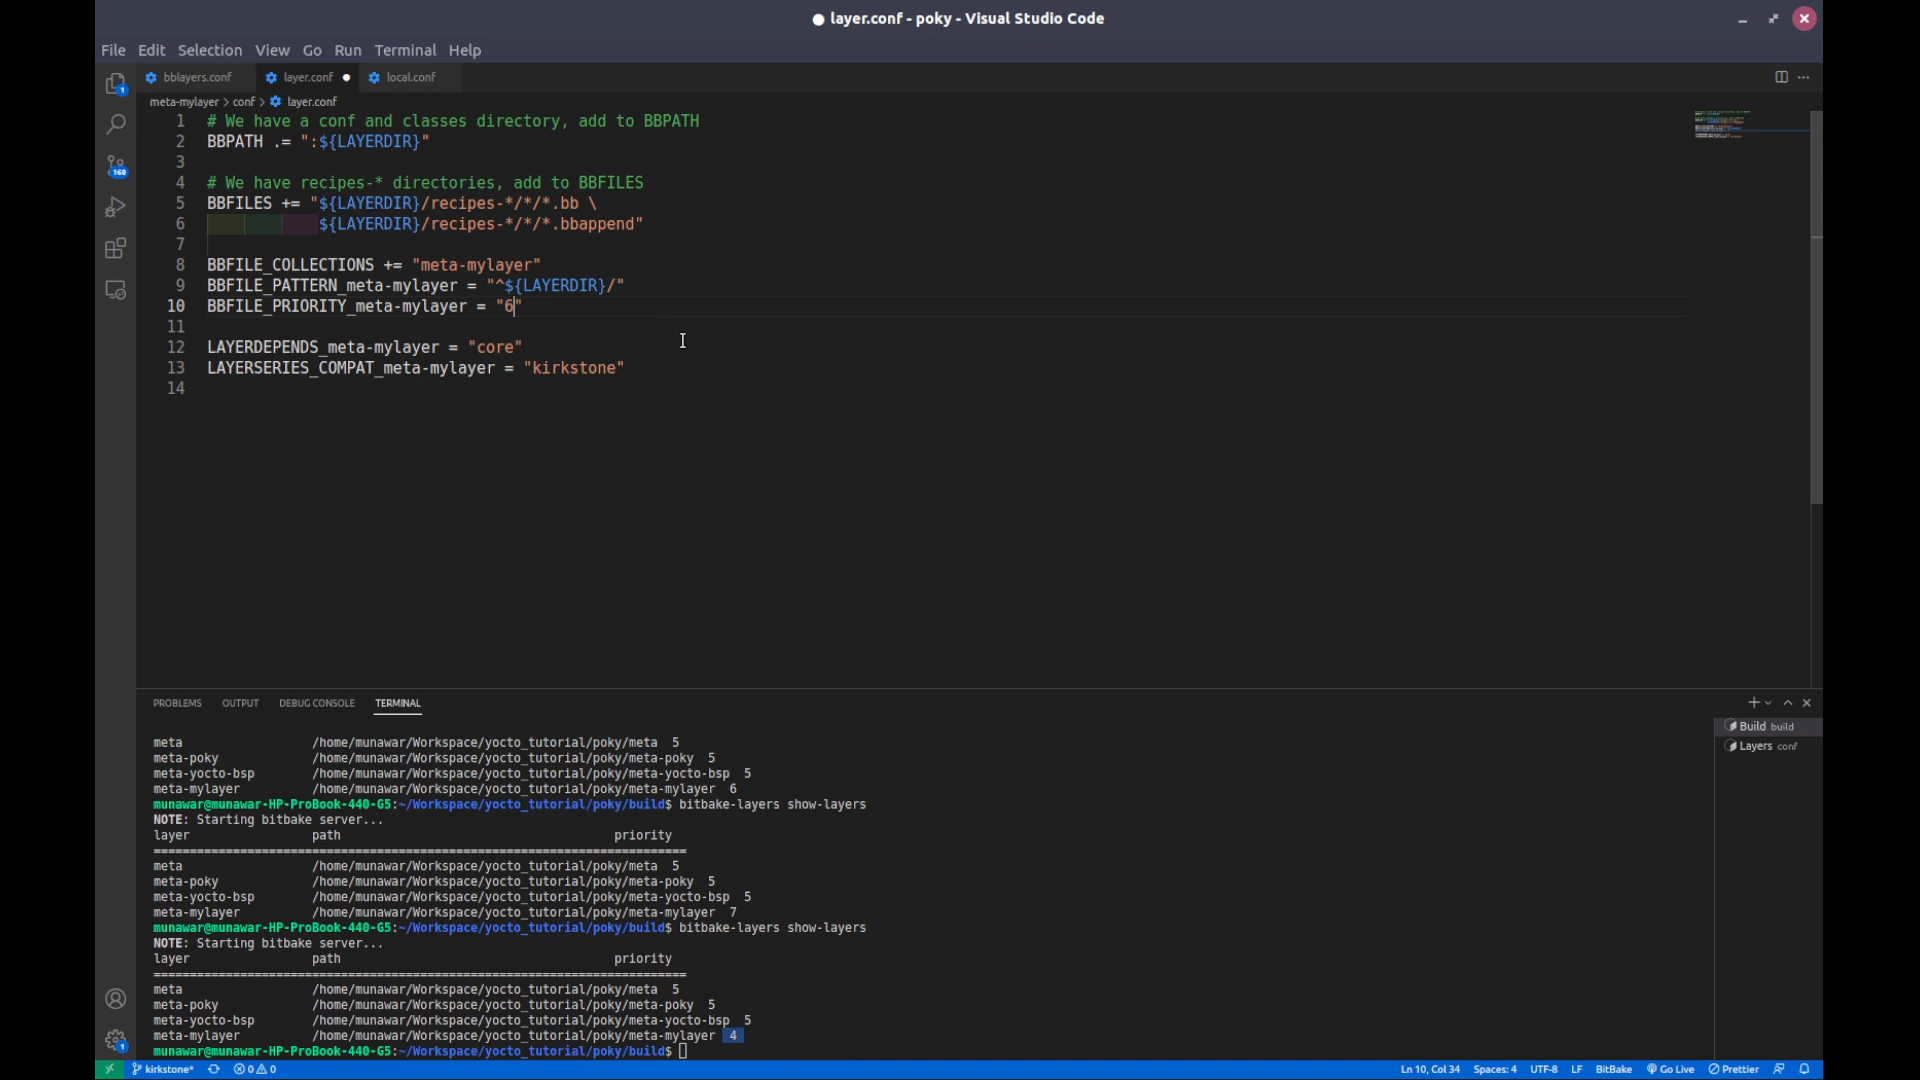 ● layer.conf - poky - Visual Studio Code
File Edit Selection View Go Run Terminal Help
bblayers.conf layer.conf ● local.conf
meta-mylayer > conf > layer.conf
1 # We have a conf and classes directory, add to BBPATH
2 BBPATH .= ":${LAYERDIR}"
3
4 # We have recipes-* directories, add to BBFILES
5 BBFILES += "${LAYERDIR}/recipes-*/*/*.bb \
6 ${LAYERDIR}/recipes-*/*/*.bbappend"
7
8 BBFILE_COLLECTIONS += "meta-mylayer"
9 BBFILE_PATTERN_meta-mylayer = "^${LAYERDIR}/"
10 BBFILE_PRIORITY_meta-mylayer = "6"
11
12 LAYERDEPENDS_meta-mylayer = "core"
13 LAYERSERIES_COMPAT_meta-mylayer = "kirkstone"
14
1
168
PROBLEMS OUTPUT DEBUG CONSOLE TERMINAL
Build build
Layers conf
meta /home/munawar/Workspace/yocto_tutorial/poky/meta 5
meta-poky /home/munawar/Workspace/yocto_tutorial/poky/meta-poky 5
meta-yocto-bsp /home/munawar/Workspace/yocto_tutorial/poky/meta-yocto-bsp 5
meta-mylayer /home/munawar/Workspace/yocto_tutorial/poky/meta-mylayer 6
munawar@munawar-HP-ProBook-440-G5:~/Workspace/yocto_tutorial/poky/build$ bitbake-layers show-layers
NOTE: Starting bitbake server...
layer path priority
==========================================================================
meta /home/munawar/Workspace/yocto_tutorial/poky/meta 5
meta-poky /home/munawar/Workspace/yocto_tutorial/poky/meta-poky 5
meta-yocto-bsp /home/munawar/Workspace/yocto_tutorial/poky/meta-yocto-bsp 5
meta-mylayer /home/munawar/Workspace/yocto_tutorial/poky/meta-mylayer 7
munawar@munawar-HP-ProBook-440-G5:~/Workspace/yocto_tutorial/poky/build$ bitbake-layers show-layers
NOTE: Starting bitbake server...
layer path priority
==========================================================================
meta /home/munawar/Workspace/yocto_tutorial/poky/meta 5
meta-poky /home/munawar/Workspace/yocto_tutorial/poky/meta-poky 5
meta-yocto-bsp /home/munawar/Workspace/yocto_tutorial/poky/meta-yocto-bsp 5
meta-mylayer /home/munawar/Workspace/yocto_tutorial/poky/meta-mylayer 4
munawar@munawar-HP-ProBook-440-G5:~/Workspace/yocto_tutorial/poky/build$
1
kirkstone* 0 0 Ln 10, Col 34 Spaces: 4 UTF-8 LF BitBake Go Live Prettier